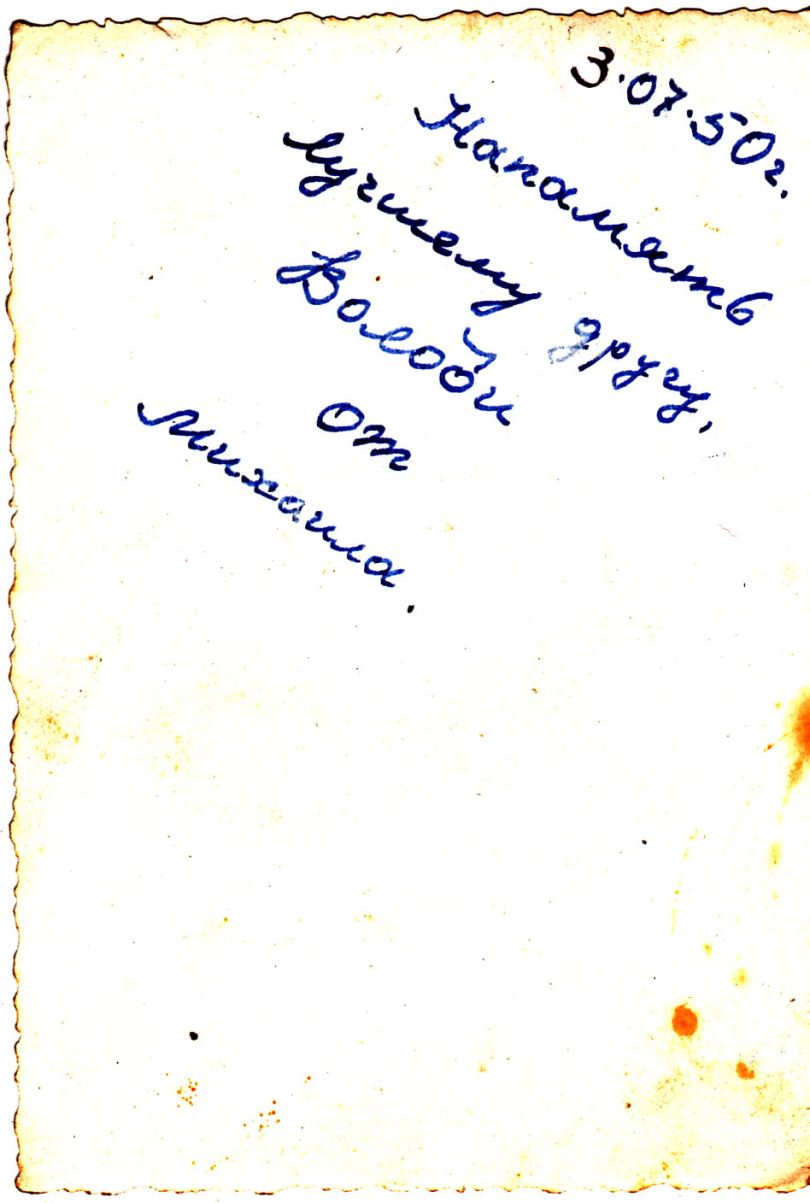 3.07.50г.
Напамять
лучшему другу,
Володи
от
Михаила.